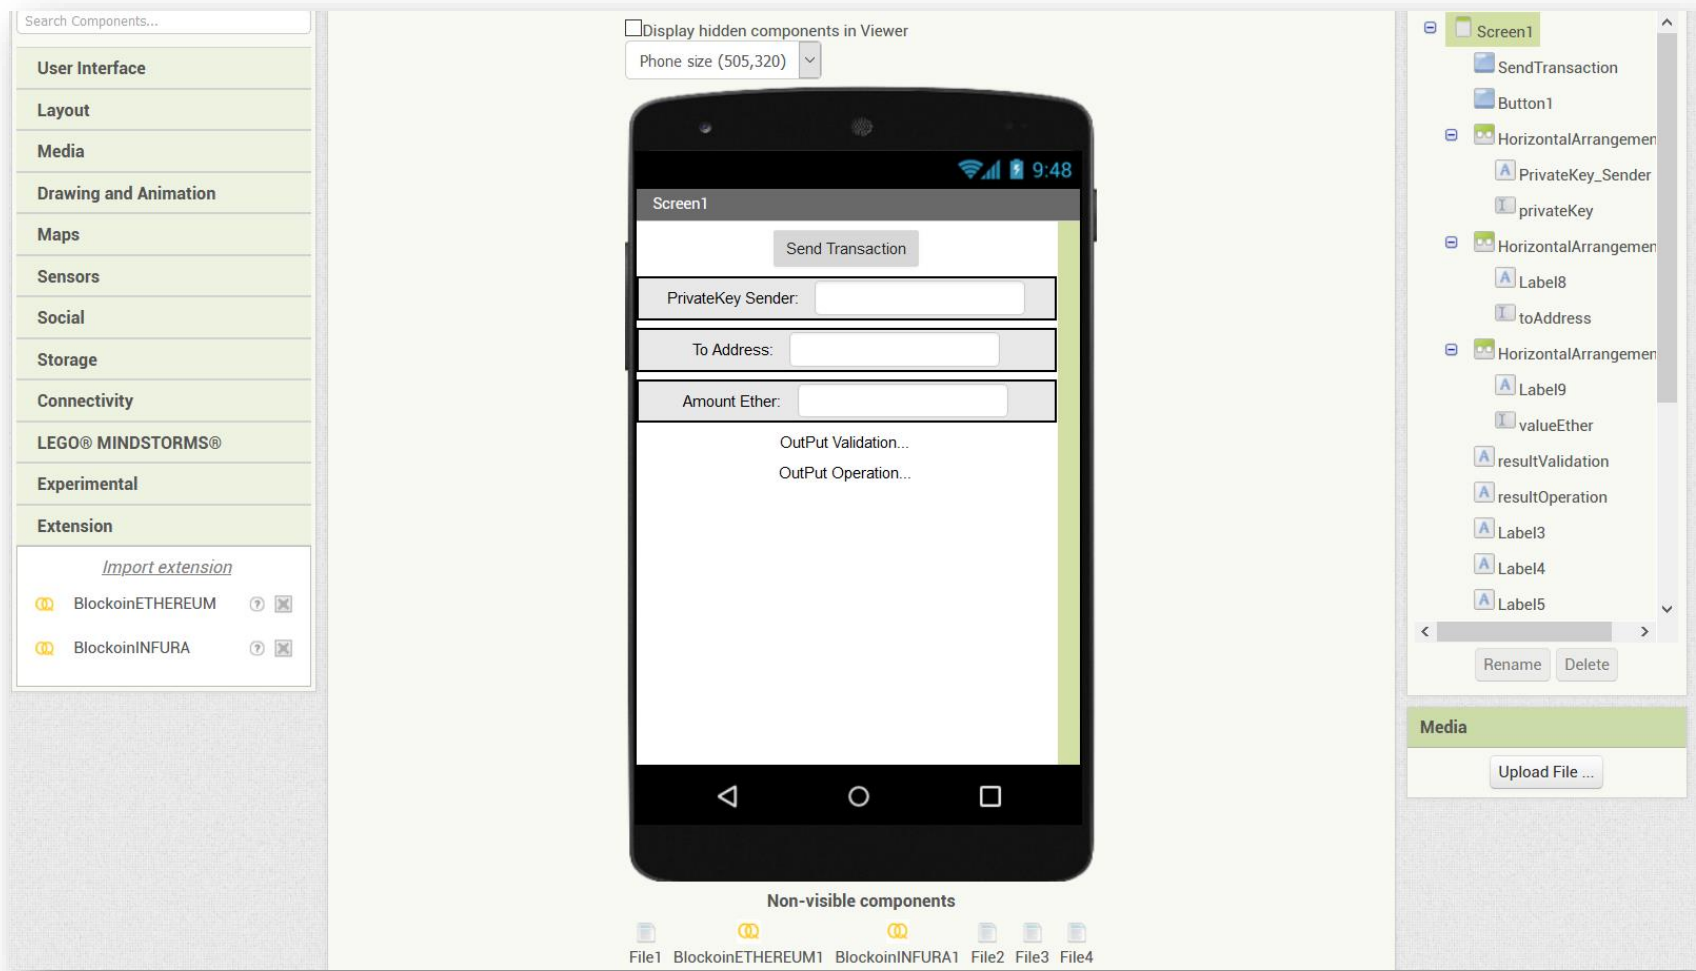 Search Components...
User Interface
Layout
Media
Drawing and Animation
Maps
Sensors
Social
Storage
Connectivity
LEGO® MINDSTORMS®
Experimental
Extension
Import extension
BlockoinETHEREUM ?
BlockoinINFURA ?
Display hidden components in Viewer
Phone size (505,320)
9:48
Screen1
Send Transaction
PrivateKey Sender:
To Address:
Amount Ether:
OutPut Validation...
OutPut Operation...
Non-visible components
File1 BlockoinETHEREUM1 BlockoinINFURA1 File2 File3 File4
Screen1
SendTransaction
Button1
HorizontalArrangemen
PrivateKey_Sender
privateKey
HorizontalArrangemen
Label8
toAddress
HorizontalArrangemen
Label9
valueEther
resultValidation
resultOperation
Label3
Label4
Label5
Rename Delete
Media
Upload File ...